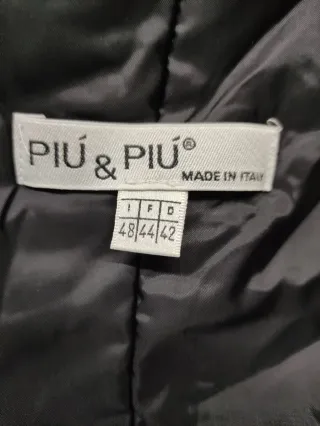 PIÚ & PIÚ®
MADE IN ITALY
I F D
48 44 42